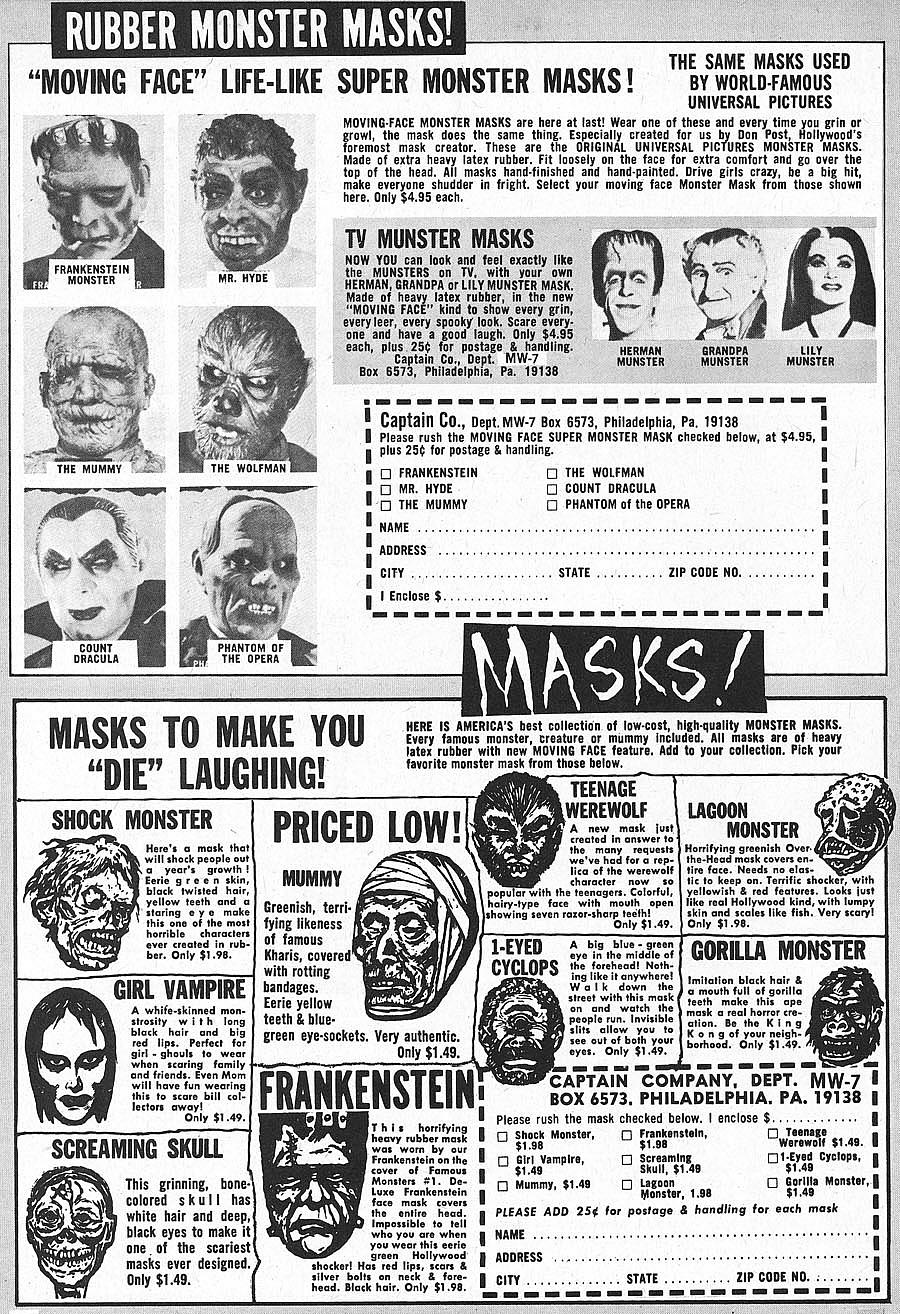 RUBBER MONSTER MASKS!
"MOVING FACE" LIFE-LIKE SUPER MONSTER MASKS!
THE SAME MASKS USED
BY WORLD-FAMOUS
UNIVERSAL PICTURES
MOVING-FACE MONSTER MASKS are here at last! Wear one of these and every time you grin or
growl, the mask does the same thing. Especially created for us by Don Post, Hollywood's
foremost mask creator. These are the ORIGINAL UNIVERSAL PICTURES MONSTER MASKS.
Made of extra heavy latex rubber. Fit loosely on the face for extra comfort and go over the
top of the head. All masks hand-finished and hand-painted. Drive girls crazy, be a big hit,
make everyone shudder in fright. Select your moving face Monster Mask from those shown
here. Only $4.95 each.
FRANKENSTEIN
MONSTER
MR. HYDE
THE MUMMY
THE WOLFMAN
COUNT
DRACULA
PHANTOM OF
THE OPERA
TV MUNSTER MASKS
NOW YOU can look and feel exactly like
the MUNSTERS on TV, with your own
HERMAN, GRANDPA or LILY MUNSTER MASK.
Made of heavy latex rubber, in the new
"MOVING FACE" kind to show every grin,
every leer, every spooky look. Scare every-
one and have a good laugh. Only $4.95
each, plus 25¢ for postage & handling.
Captain Co., Dept. MW-7
Box 6573, Philadelphia, Pa. 19138
HERMAN
MUNSTER
GRANDPA
MUNSTER
LILY
MUNSTER
Captain Co., Dept. MW-7 Box 6573, Philadelphia, Pa. 19138
Please rush the MOVING FACE SUPER MONSTER MASK checked below, at $4.95,
plus 25¢ for postage & handling.
□ FRANKENSTEIN □ THE WOLFMAN
□ MR. HYDE □ COUNT DRACULA
□ THE MUMMY □ PHANTOM of the OPERA
NAME
ADDRESS
CITY STATE ZIP CODE NO.
I Enclose $
MASKS!
MASKS TO MAKE YOU
"DIE" LAUGHING!
HERE IS AMERICA'S best collection of low-cost, high-quality MONSTER MASKS.
Every famous monster, creature or mummy included. All masks are of heavy
latex rubber with new MOVING FACE feature. Add to your collection. Pick your
favorite monster mask from those below.
SHOCK MONSTER
Here's a mask that
will shock people out
a year's growth!
Eerie green skin,
black twisted hair,
yellow teeth and a
staring eye make
this one of the most
horrible characters
ever created in rub-
ber. Only $1.98.
GIRL VAMPIRE
A white-skinned mon-
strosity with long
black hair and big
red lips. Perfect for
girl-ghouls to wear
when scaring family
and friends. Even Mom
will have fun wearing
this to scare bill col-
lectors away!
Only $1.49.
SCREAMING SKULL
This grinning, bone-
colored skull has
white hair and deep,
black eyes to make it
one of the scariest
masks ever designed.
Only $1.49.
PRICED LOW!
MUMMY
Greenish, terri-
fying likeness
of famous
Kharis, covered
with rotting
bandages.
Eerie yellow
teeth & blue-
green eye-sockets. Very authentic.
Only $1.49.
FRANKENSTEIN
This horrifying
heavy rubber mask
was worn by our
Frankenstein on the
cover of Famous
Monsters #1. De-
Luxe Frankenstein
face mask covers
the entire head.
Impossible to tell
who you are when
you wear this eerie
green Hollywood
shocker! Has red lips, scars &
silver bolts on neck & fore-
head. Black hair. Only $1.98.
TEENAGE
WEREWOLF
A new mask just
created in answer to
the many requests
we've had for a rep-
lica of the werewolf
character now so
popular with the teenagers. Colorful,
hairy-type face with mouth open
showing seven razor-sharp teeth!
Only $1.49.
LAGOON
MONSTER
Horrifying greenish Over-
the-Head mask covers en-
tire face. Needs no elas-
tic to keep on. Terrific shocker, with
yellowish & red features. Looks just
like real Hollywood kind, with lumpy
skin and scales like fish. Very scary!
Only $1.98.
1-EYED
CYCLOPS
A big blue-green
eye in the middle of
the forehead! Noth-
ing like it anywhere!
Walk down the
street with this mask
on and watch the
people run. Invisible
slits allow you to
see out of both your
eyes. Only $1.49.
GORILLA MONSTER
Imitation black hair &
a mouth full of gorilla
teeth make this ape
mask a real horror cre-
ation. Be the King
Kong of your neigh-
borhood. Only $1.49.
CAPTAIN COMPANY, DEPT. MW-7
BOX 6573, PHILADELPHIA, PA. 19138
Please rush the mask checked below. I enclose $
□ Shock Monster, $1.98 □ Frankenstein, $1.98 □ Teenage Werewolf $1.49.
□ Girl Vampire, $1.49 □ Screaming Skull, $1.49 □ 1-Eyed Cyclops, $1.49
□ Mummy, $1.49 □ Lagoon Monster, 1.98 □ Gorilla Monster, $1.49
PLEASE ADD 25¢ for postage & handling for each mask
NAME
ADDRESS
CITY STATE ZIP CODE NO.